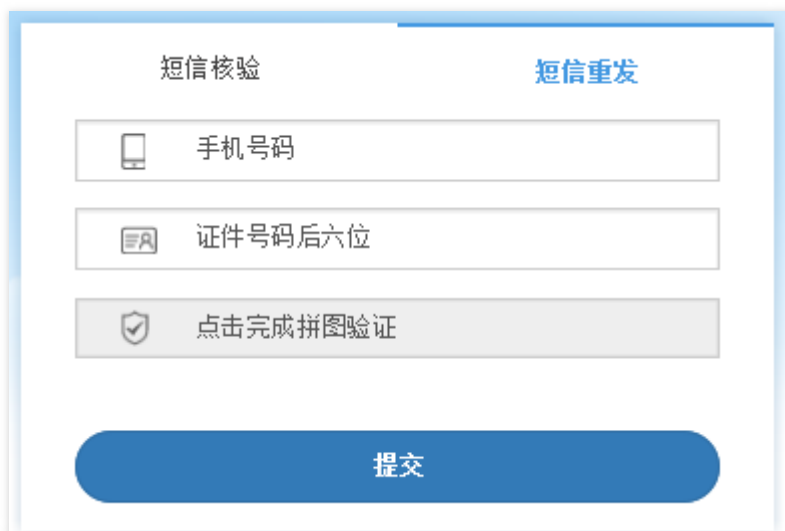 短信核验
短信重发
手机号码
证件号码后六位
点击完成拼图验证
提交